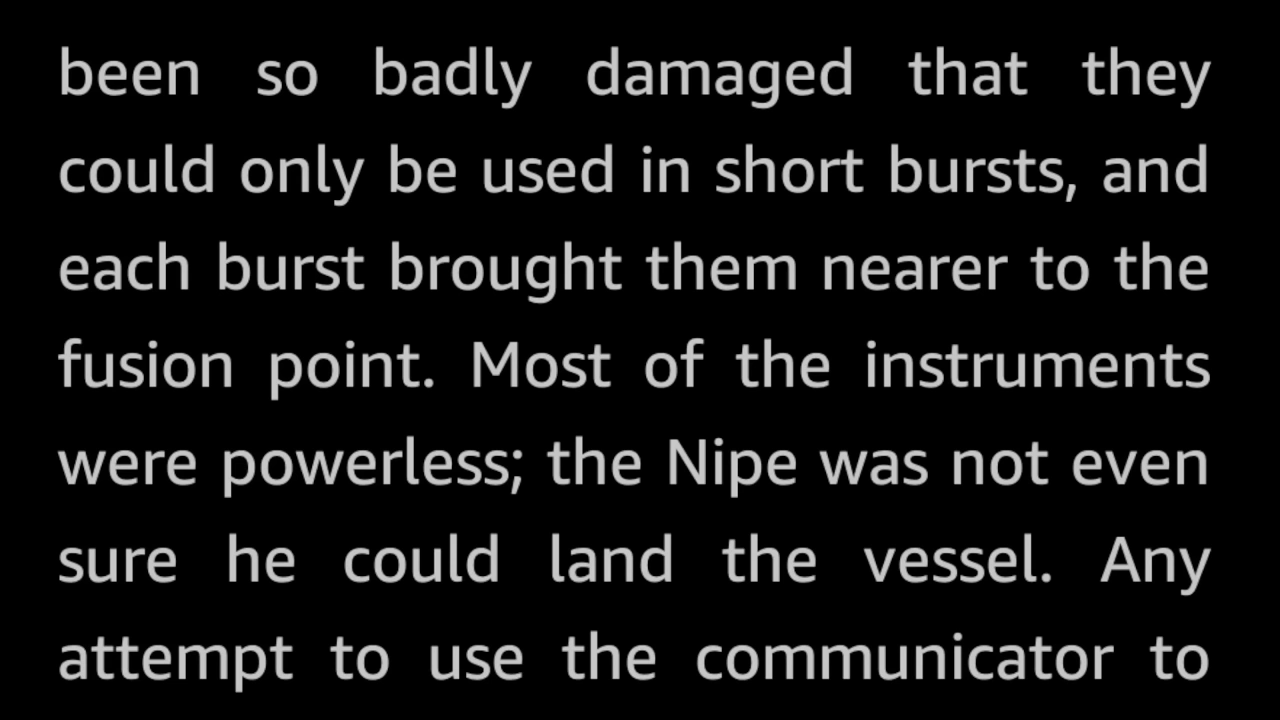 been so badly damaged that they
could only be used in short bursts, and
each burst brought them nearer to the
fusion point. Most of the instruments
were powerless; the Nipe was not even
sure he could land the vessel. Any
attempt to use the communicator to